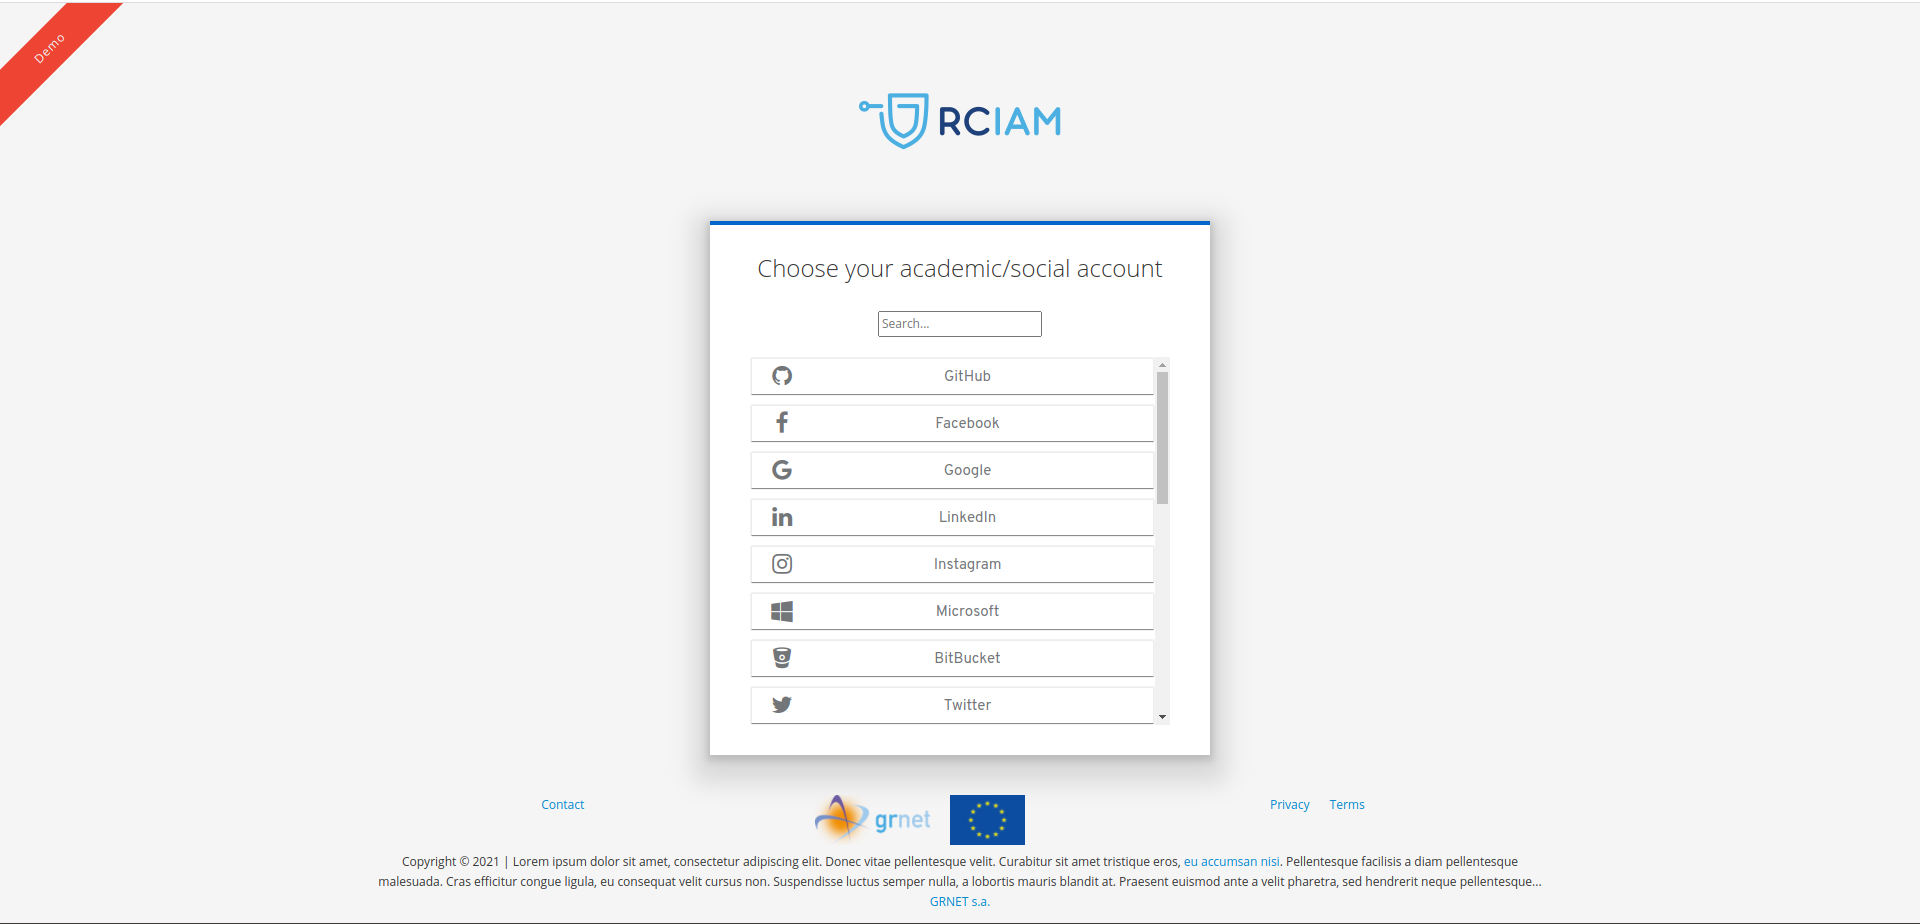 Demo
RCIAM
Choose your academic/social account
Search...
GitHub
Facebook
Google
LinkedIn
Instagram
Microsoft
BitBucket
Twitter
Contact
grnet
Privacy Terms
Copyright © 2021 | Lorem ipsum dolor sit amet, consectetur adipiscing elit. Donec vitae pellentesque velit. Curabitur sit amet tristique eros, eu accumsan nisi. Pellentesque facilisis a diam pellentesque
malesuada. Cras efficitur congue ligula, eu consequat velit cursus non. Suspendisse luctus semper nulla, a lobortis mauris blandit at. Praesent euismod ante a velit pharetra, sed hendrerit neque pellentesque...
GRNET s.a.